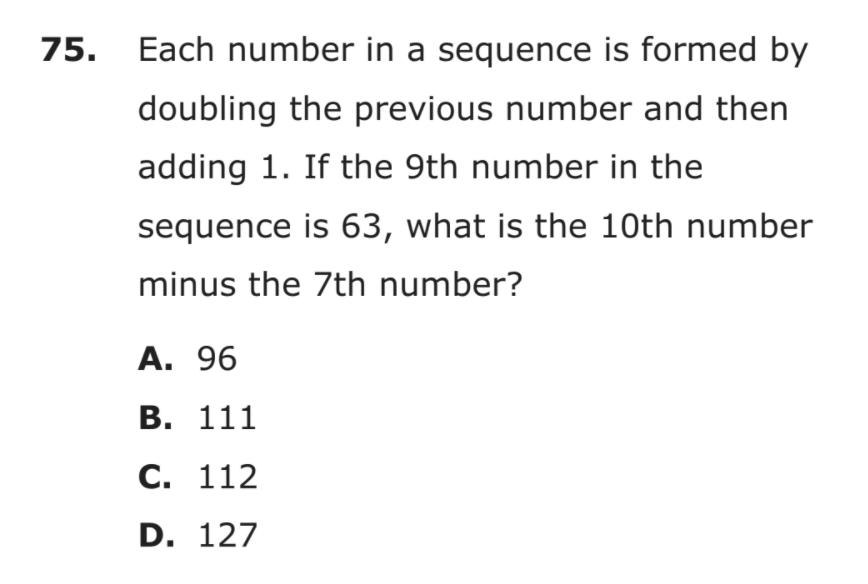 75. Each number in a sequence is formed by
doubling the previous number and then
adding 1. If the 9th number in the
sequence is 63, what is the 10th number
minus the 7th number?
A. 96
B. 111
C. 112
D. 127